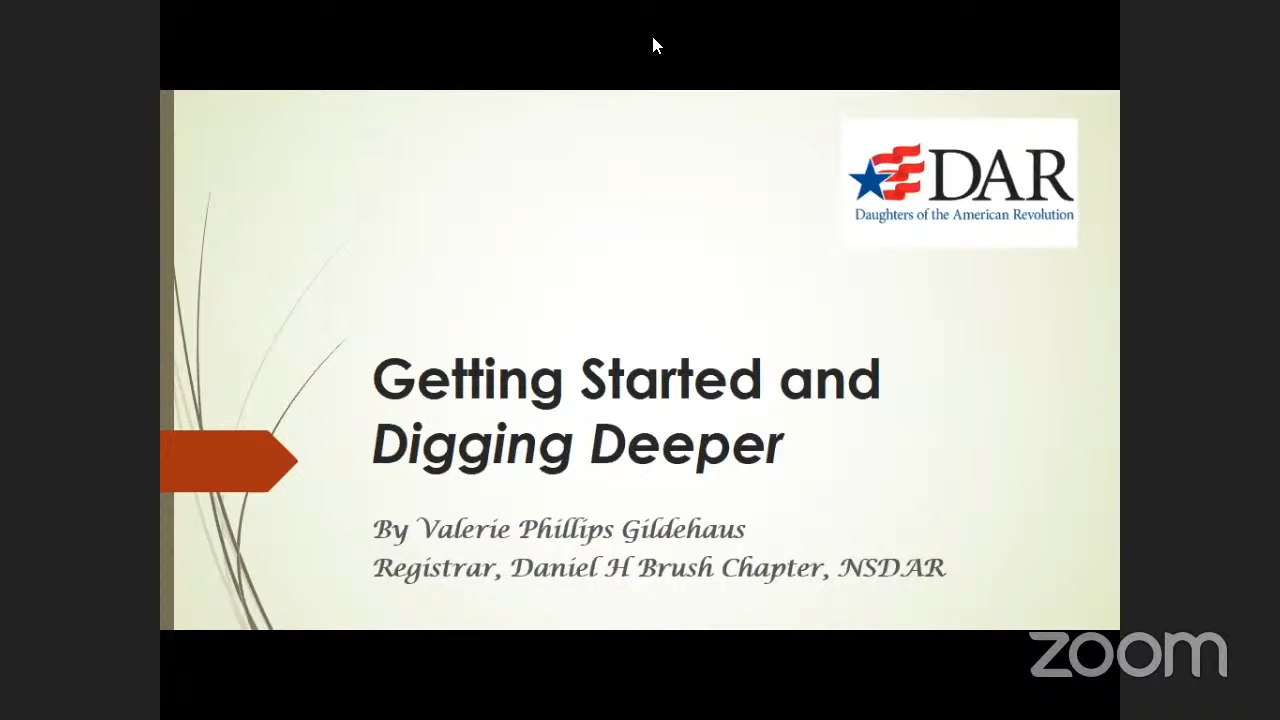 DAR
Daughters of the American Revolution
Getting Started and
Digging Deeper
By Valerie Phillips Gildehaus
Registrar, Daniel H Brush Chapter, NSDAR
zoom